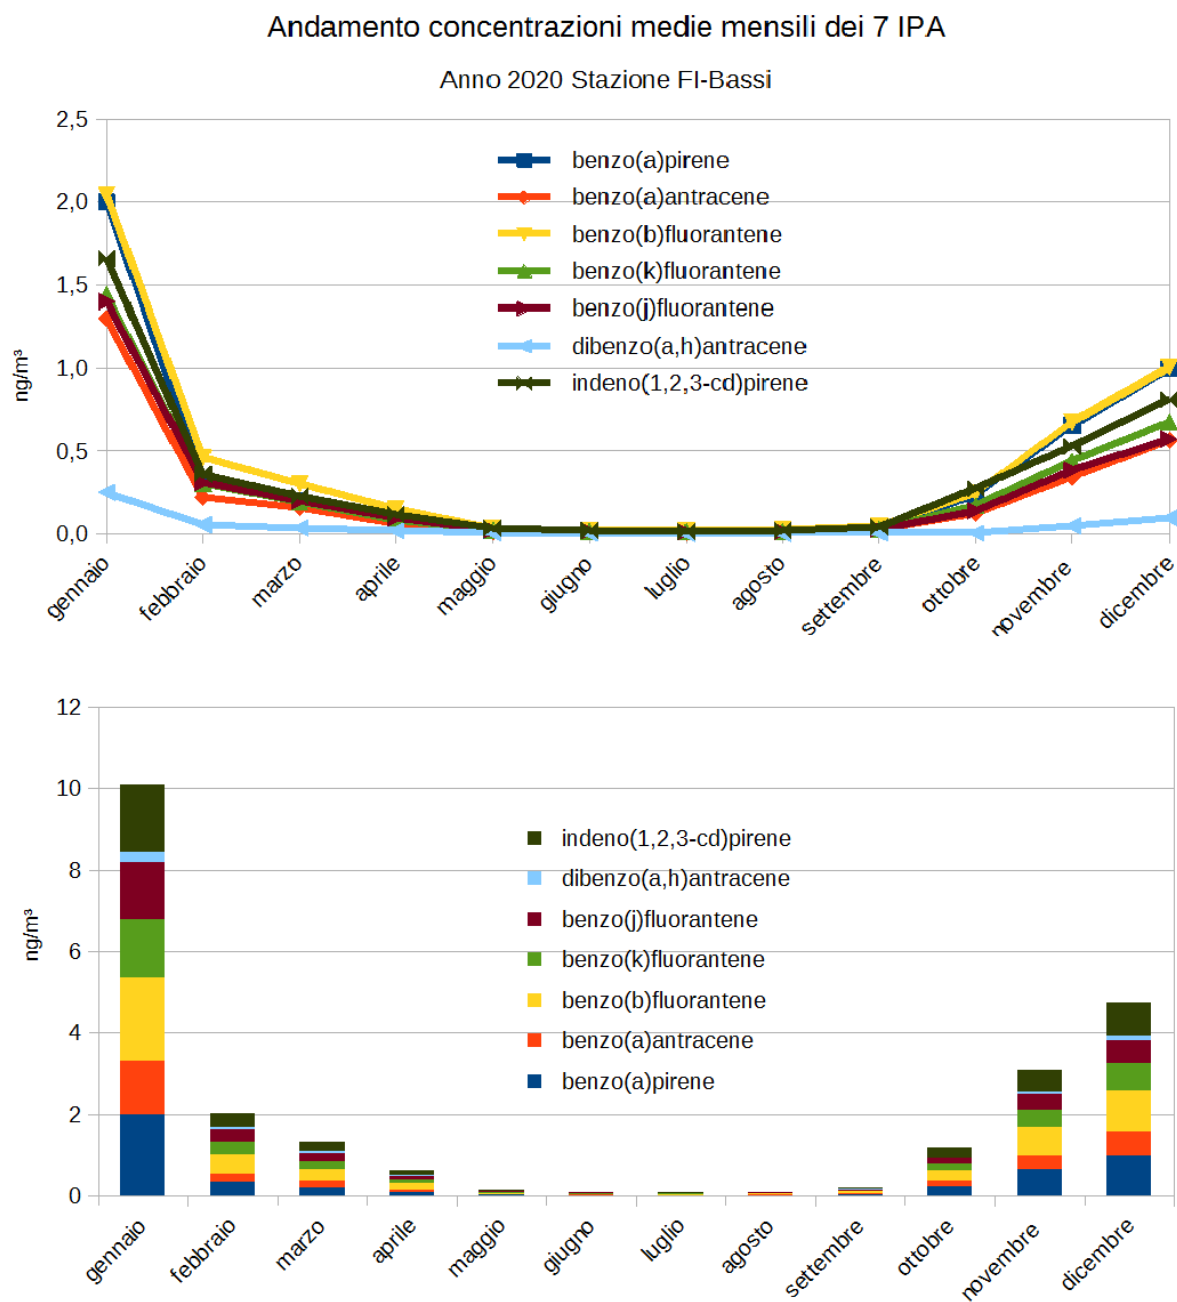 Andamento concentrazioni medie mensili dei 7 IPA
Anno 2020 Stazione FI-Bassi
2,5
2,0
1,5
1,0
0,5
0,0
ng/m³
benzo(a)pirene
benzo(a)antracene
benzo(b)fluorantene
benzo(k)fluorantene
benzo(j)fluorantene
dibenzo(a,h)antracene
indeno(1,2,3-cd)pirene
gennaio
febbraio
marzo
aprile
maggio
giugno
luglio
agosto
settembre
ottobre
novembre
dicembre
12
10
8
6
4
2
0
ng/m³
indeno(1,2,3-cd)pirene
dibenzo(a,h)antracene
benzo(j)fluorantene
benzo(k)fluorantene
benzo(b)fluorantene
benzo(a)antracene
benzo(a)pirene
gennaio
febbraio
marzo
aprile
maggio
giugno
luglio
agosto
settembre
ottobre
novembre
dicembre